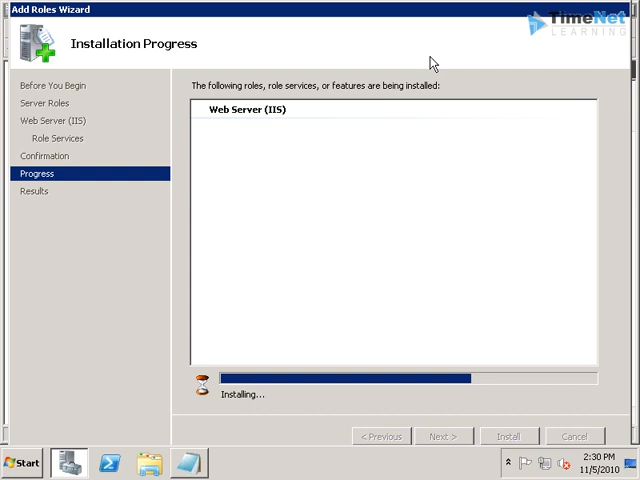 Add Roles Wizard
TimeNet
LEARNING
Installation Progress
Before You Begin
Server Roles
Web Server (IIS)
Role Services
Confirmation
Progress
Results
The following roles, role services, or features are being installed:
Web Server (IIS)
Installing...
< Previous
Next >
Install
Cancel
Start
2:30 PM
11/5/2010